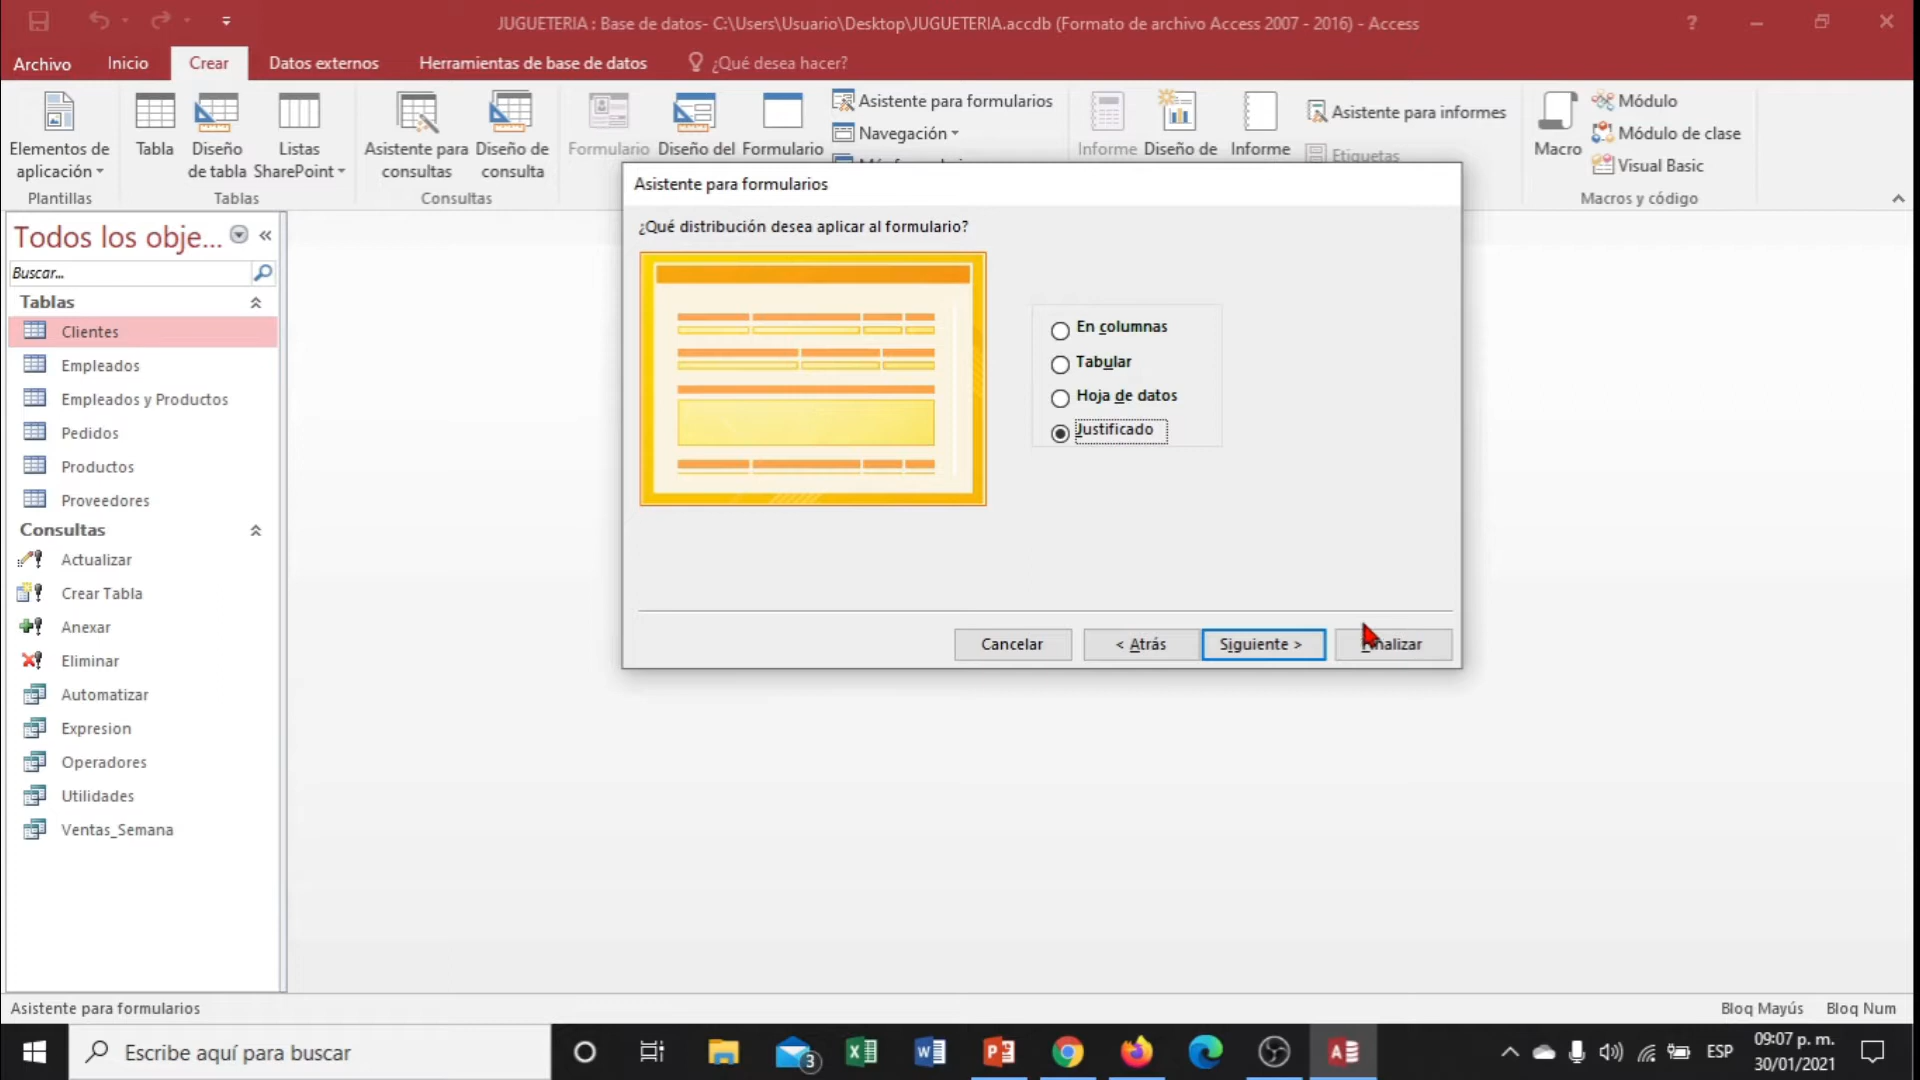 JUGUETERIA : Base de datos- C:\Users\Usuario\Desktop\JUGUETERIA.accdb (Formato de archivo Access 2007 - 2016) - Access
?
Archivo
Inicio
Crear
Datos externos
Herramientas de base de datos
¿Qué desea hacer?
Elementos de
aplicación
Plantillas
Tabla
Diseño
de tabla
Listas
SharePoint
Tablas
Asistente para
consultas
Diseño de
consulta
Consultas
Formulario
Diseño del
Formulario
Asistente para formularios
Navegación
Informe
Diseño de
Informe
Asistente para informes
Etiquetas
Macro
Módulo
Módulo de clase
Visual Basic
Macros y código
Todos los obje...
Buscar...
Tablas
Clientes
Empleados
Empleados y Productos
Pedidos
Productos
Proveedores
Consultas
Actualizar
Crear Tabla
Anexar
Eliminar
Automatizar
Expresion
Operadores
Utilidades
Ventas_Semana
Asistente para formularios
¿Qué distribución desea aplicar al formulario?
En columnas
Tabular
Hoja de datos
Justificado
Cancelar
< Atrás
Siguiente >
Finalizar
Asistente para formularios
Bloq Mayús
Bloq Num
Escribe aquí para buscar
3
ESP
09:07 p. m.
30/01/2021